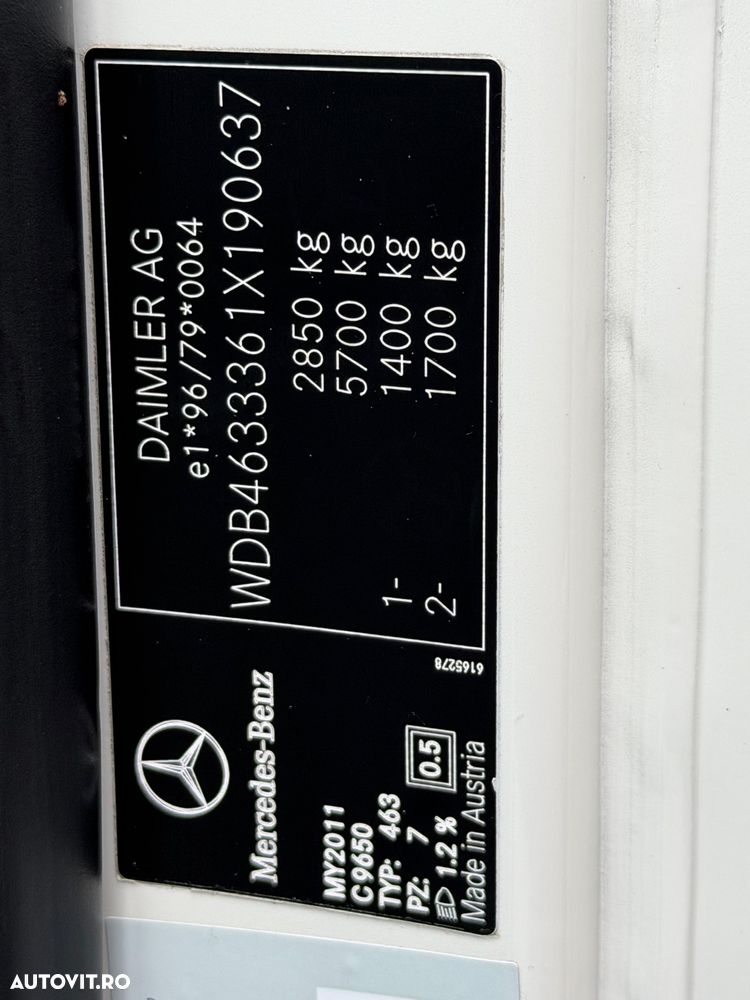 DAIMLER AG
e1*96/79*0064
WDB4633361X190637
2850 kg
5700 kg
1- 1400 kg
2- 1700 kg
6165278
Mercedes-Benz
MY2011
C9650
TYP: 463
PZ: 7
1.2 % 0.5
Made in Austria
AUTOVIT.RO